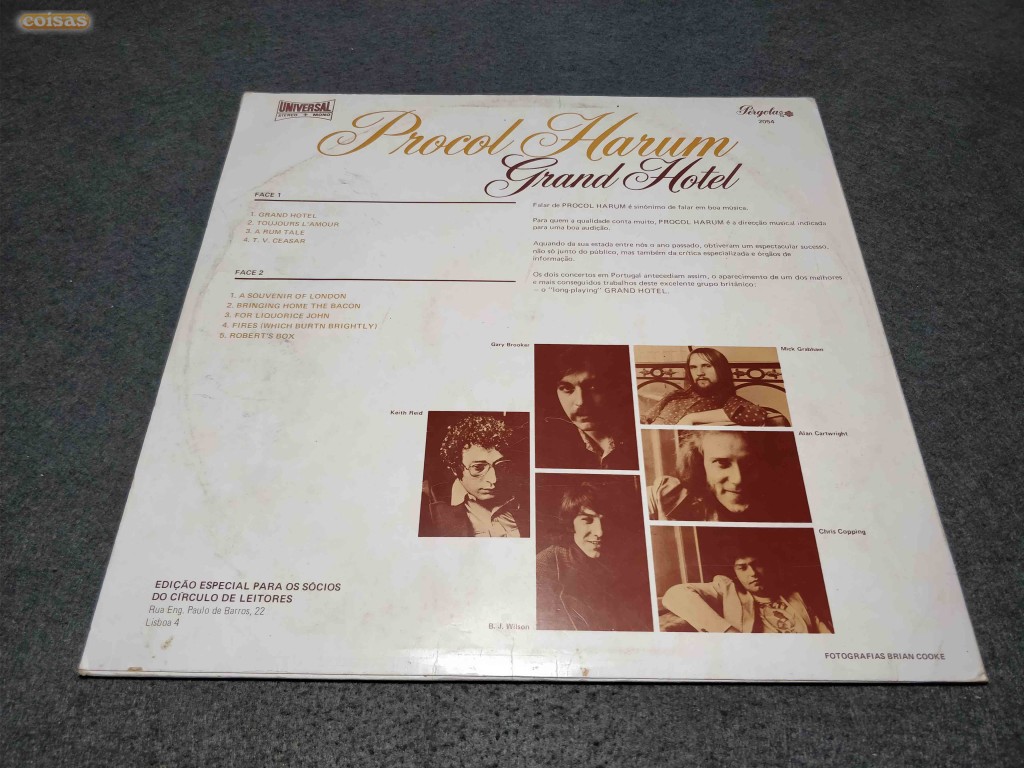 coisas
UNIVERSAL
STEREO MONO
Pérgola
2054
Procol Harum
Grand Hotel
FACE 1
1. GRAND HOTEL
2. TOUJOURS L'AMOUR
3. A RUM TALE
4. T. V. CEASAR
FACE 2
1. A SOUVENIR OF LONDON
2. BRINGING HOME THE BACON
3. FOR LIQUORICE JOHN
4. FIRES (WHICH BURTN BRIGHTLY)
5. ROBERT'S BOX
Falar de PROCOL HARUM é sinónimo de falar em boa música.
Para quem a qualidade conta muito, PROCOL HARUM é a direcção musical indicada
para uma boa audição.
Aquando da sua estada entre nós o ano passado, obtiveram um espectacular sucesso,
não só junto do público, mas também da crítica especializada e órgãos de
informação.
Os dois concertos em Portugal antecediam assim, o aparecimento de um dos melhores
e mais conseguidos trabalhos deste excelente grupo britânico:
— o "long-playing" GRAND HOTEL.
Gary Brooker
Mick Grabham
Keith Reid
Alan Cartwright
Chris Copping
B. J. Wilson
EDIÇÃO ESPECIAL PARA OS SÓCIOS
DO CÍRCULO DE LEITORES
Rua Eng. Paulo de Barros, 22
Lisboa 4
FOTOGRAFIAS BRIAN COOKE